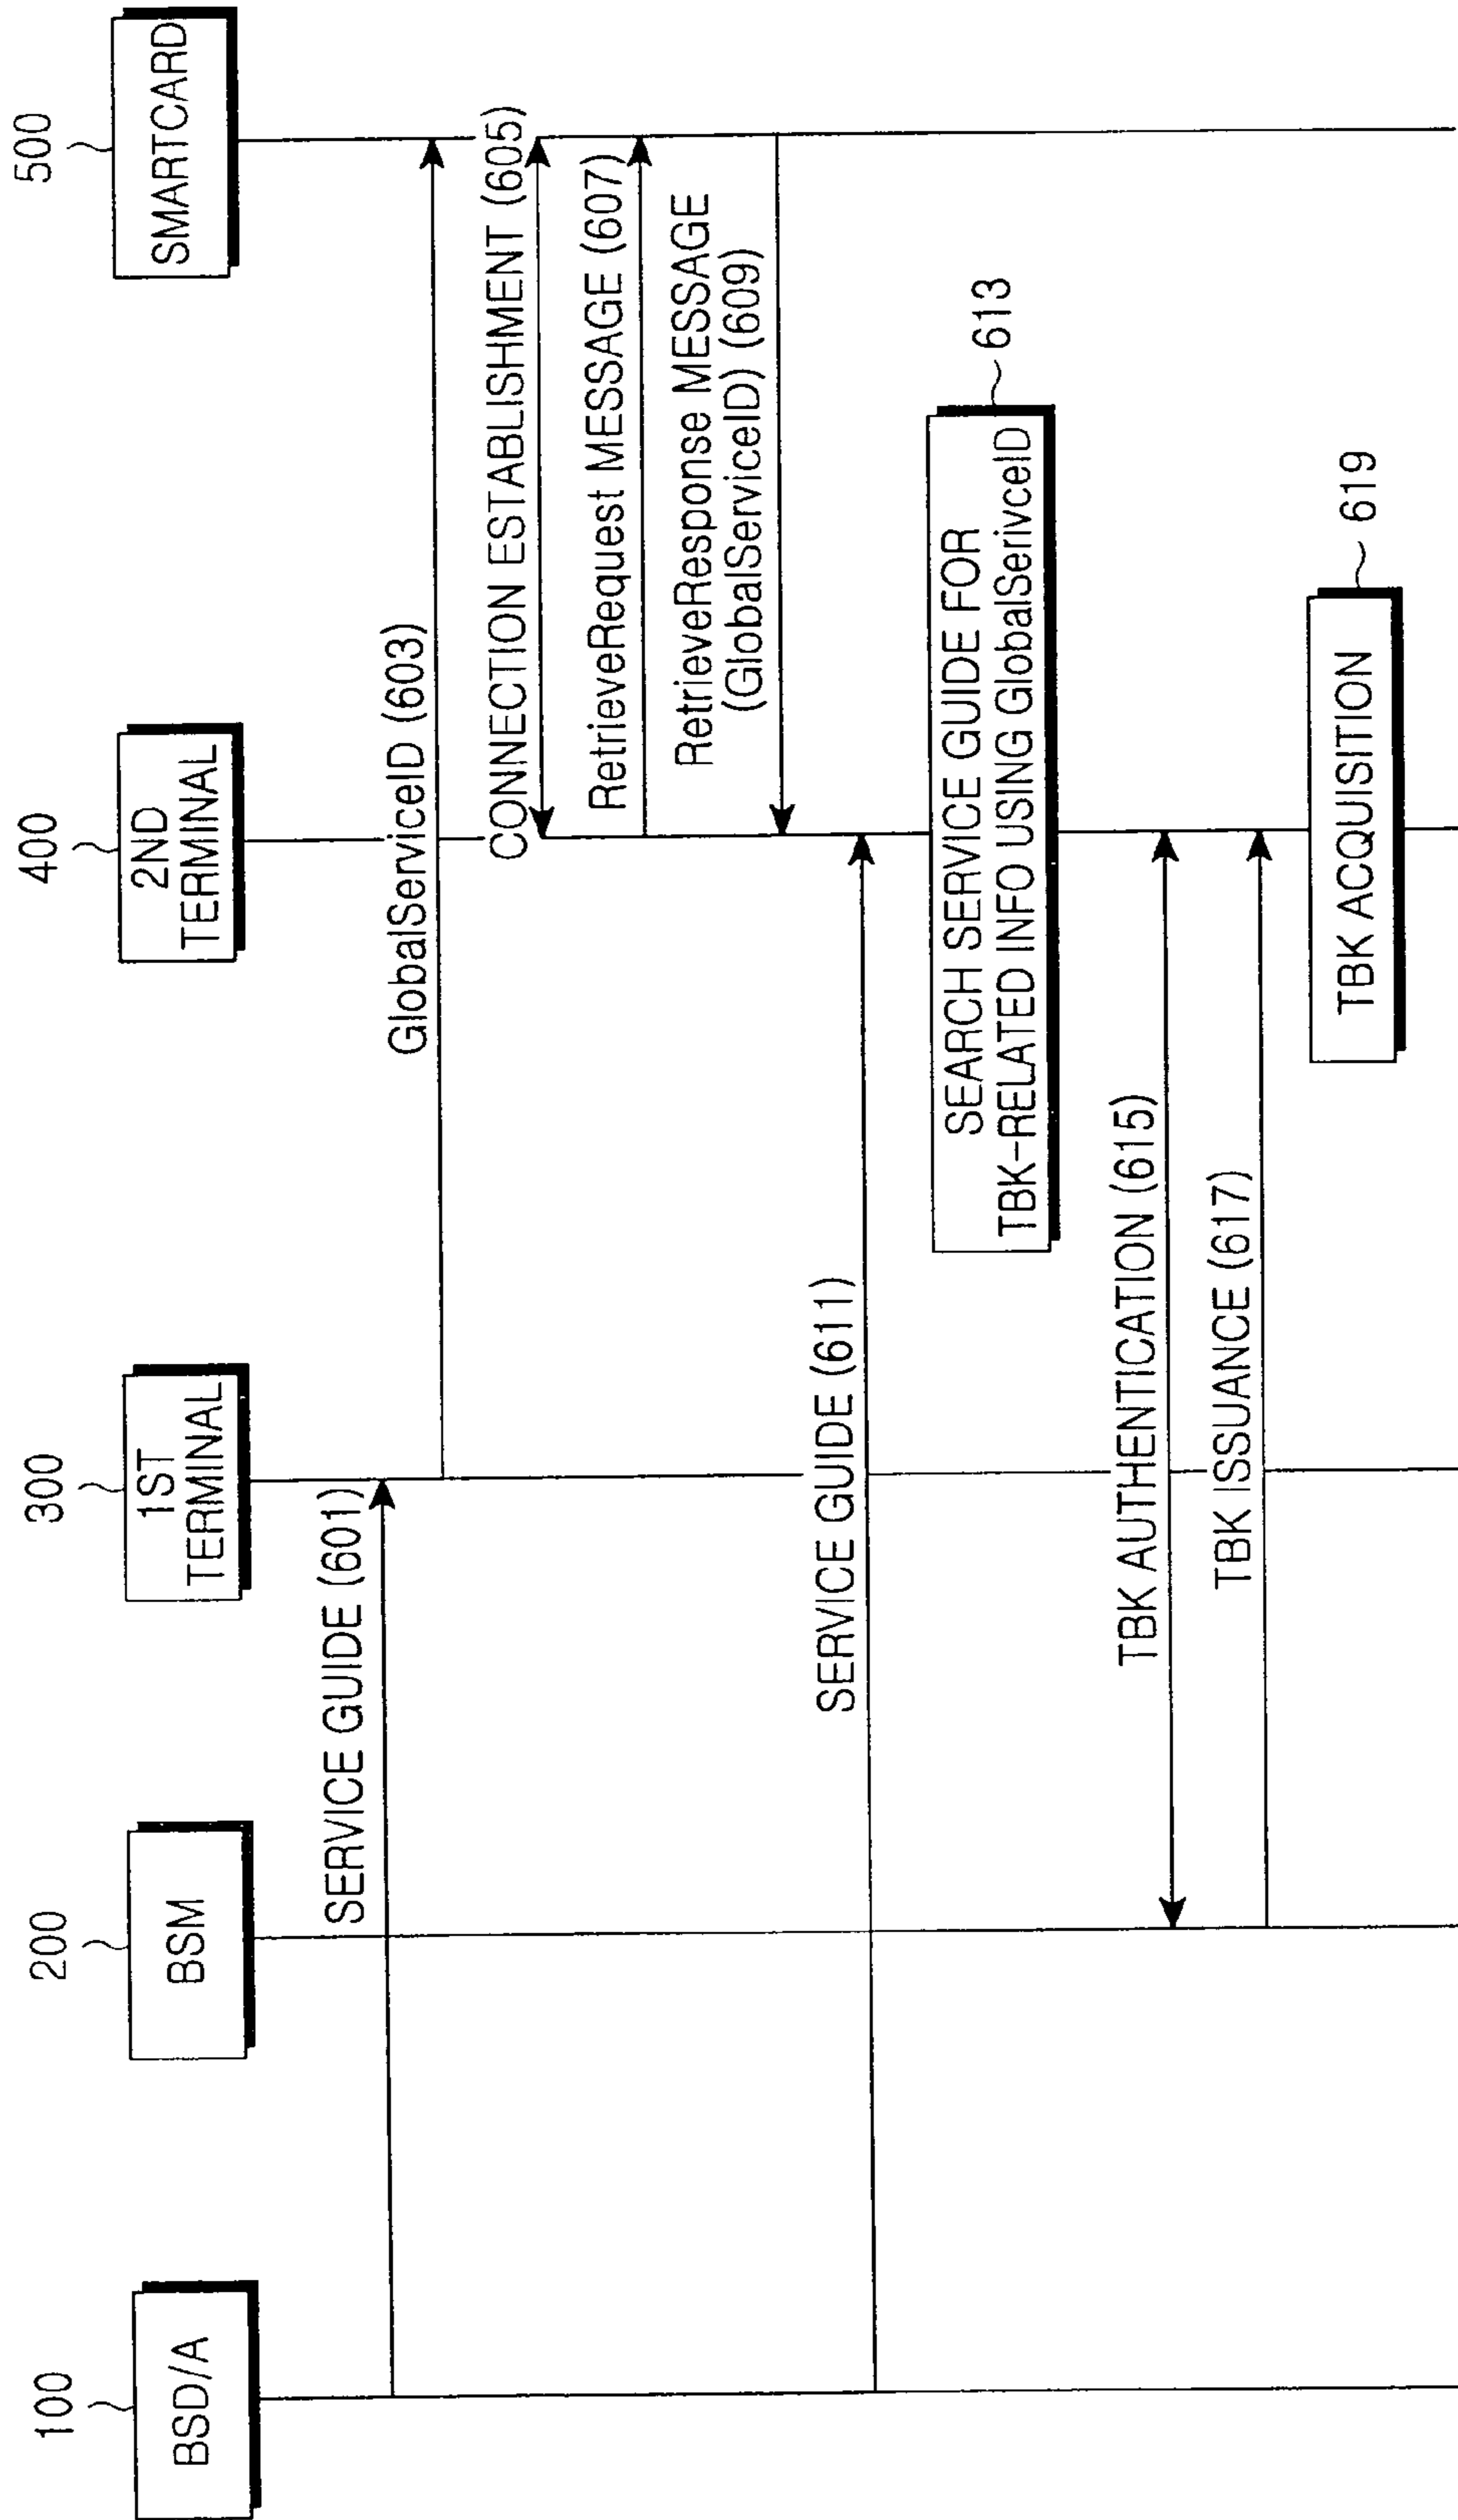 100
200
300
400
500
BSD/A
BSM
1ST
TERMINAL
2ND
TERMINAL
SMARTCARD
SERVICE GUIDE (601)
GlobalServiceID (603)
CONNECTION ESTABLISHMENT (605)
RetrieveRequest MESSAGE (607)
RetrieveResponse MESSAGE
(GlobalServiceID) (609)
SERVICE GUIDE (611)
SEARCH SERVICE GUIDE FOR
TBK-RELATED INFO USING GlobalSeriveID
613
TBK AUTHENTICATION (615)
TBK ISSUANCE (617)
TBK ACQUISITION
619